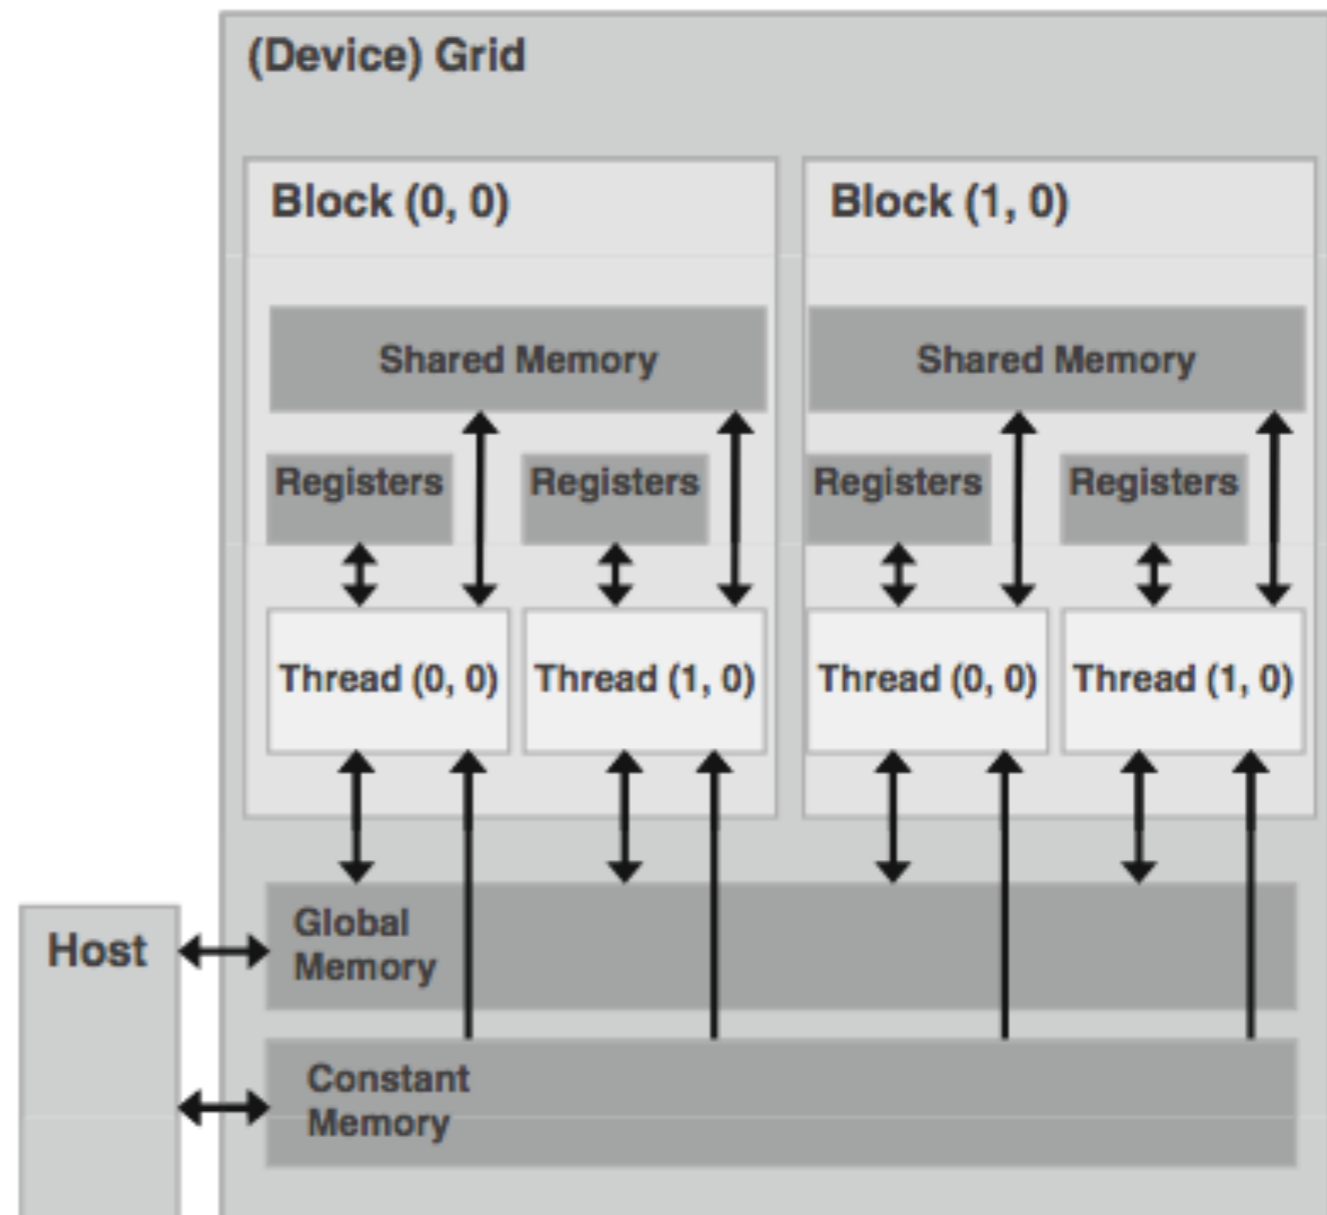 (Device) Grid
Block (0, 0)
Block (1, 0)
Shared Memory
Shared Memory
Registers
Registers
Registers
Registers
Thread (0, 0)
Thread (1, 0)
Thread (0, 0)
Thread (1, 0)
Host
Global
Memory
Constant
Memory